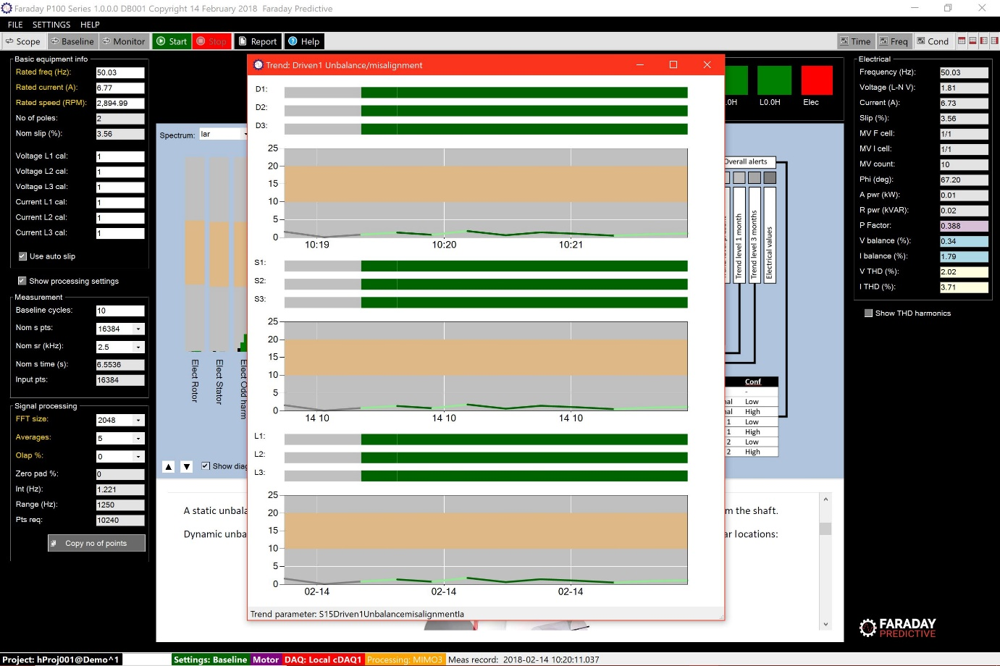 Faraday P100 Series 1.0.0.0 DB001 Copyright 14 February 2018 Faraday Predictive
FILE SETTINGS HELP
Scope Baseline Monitor Start Stop Report Help Time Freq Cond
Basic equipment info
Rated freq (Hz): 50.03
Rated current (A): 6.77
Rated speed (RPM): 2,894.99
No of poles: 2
Nom slip (%): 3.56
Voltage L1 cal: 1
Voltage L2 cal: 1
Voltage L3 cal: 1
Current L1 cal: 1
Current L2 cal: 1
Current L3 cal: 1
Use auto slip
Show processing settings
Measurement
Baseline cycles: 10
Nom s pts: 16384
Nom sr (kHz): 2.5
Nom s time (s): 6.5536
Input pts: 16384
Signal processing
FFT size: 2048
Averages: 5
Olap %: 0
Zero pad %: 0
Int (Hz): 1.221
Range (Hz): 1250
Pts req: 10240
Copy no of points
Spectrum: Iar
Elect Rotor
Elect Stator
Elect Odd harm
Show diag
A static unbala
Dynamic unba
Trend: Driven1 Unbalance/misalignment
D1:
D2:
D3:
25
20
15
10
5
0
10:19 10:20 10:21
S1:
S2:
S3:
25
20
15
10
5
0
14 10 14 10 14 10
L1:
L2:
L3:
25
20
15
10
5
0
02-14 02-14 02-14
Trend parameter: S15Driven1UnbalancemisalignmentIa
.0H L0.0H Elec
Overall alerts
Trend level 1 month
Trend level 3 months
Electrical values
Conf
-
nal Low
nal High
1 Low
1 High
2 Low
2 High
m the shaft.
ar locations:
Electrical
Frequency (Hz): 50.03
Voltage (L-N V): 1.81
Current (A): 6.73
Slip (%): 3.56
MV F cell: 1/1
MV I cell: 1/1
MV count: 10
Phi (deg): 67.20
A pwr (kW): 0.01
R pwr (kVAR): 0.02
P Factor: 0.388
V balance (%): 0.34
I balance (%): 1.79
V THD (%): 2.02
I THD (%): 3.71
Show THD harmonics
FARADAY
PREDICTIVE
Project: hProj001@Demo^1 Settings: Baseline Motor DAQ: Local cDAQ1 Processing: MIMO3 Meas record: 2018-02-14 10:20:11.037